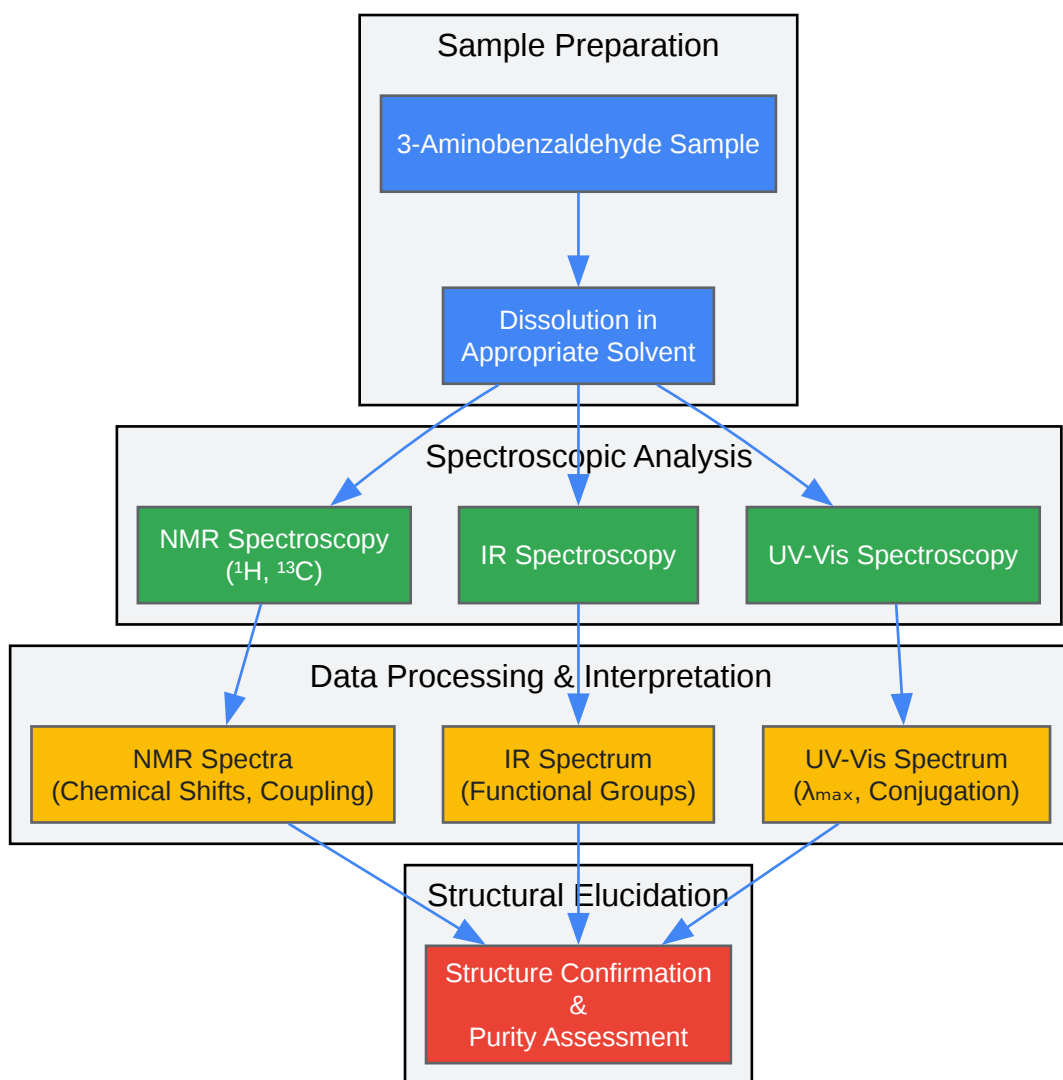 Sample Preparation
3-Aminobenzaldehyde Sample
Dissolution in
Appropriate Solvent
Spectroscopic Analysis
NMR Spectroscopy
(¹H, ¹³C)
IR Spectroscopy
UV-Vis Spectroscopy
Data Processing & Interpretation
NMR Spectra
(Chemical Shifts, Coupling)
IR Spectrum
(Functional Groups)
UV-Vis Spectrum
(λₘₐₓ, Conjugation)
Structural Elucidation
Structure Confirmation
&
Purity Assessment